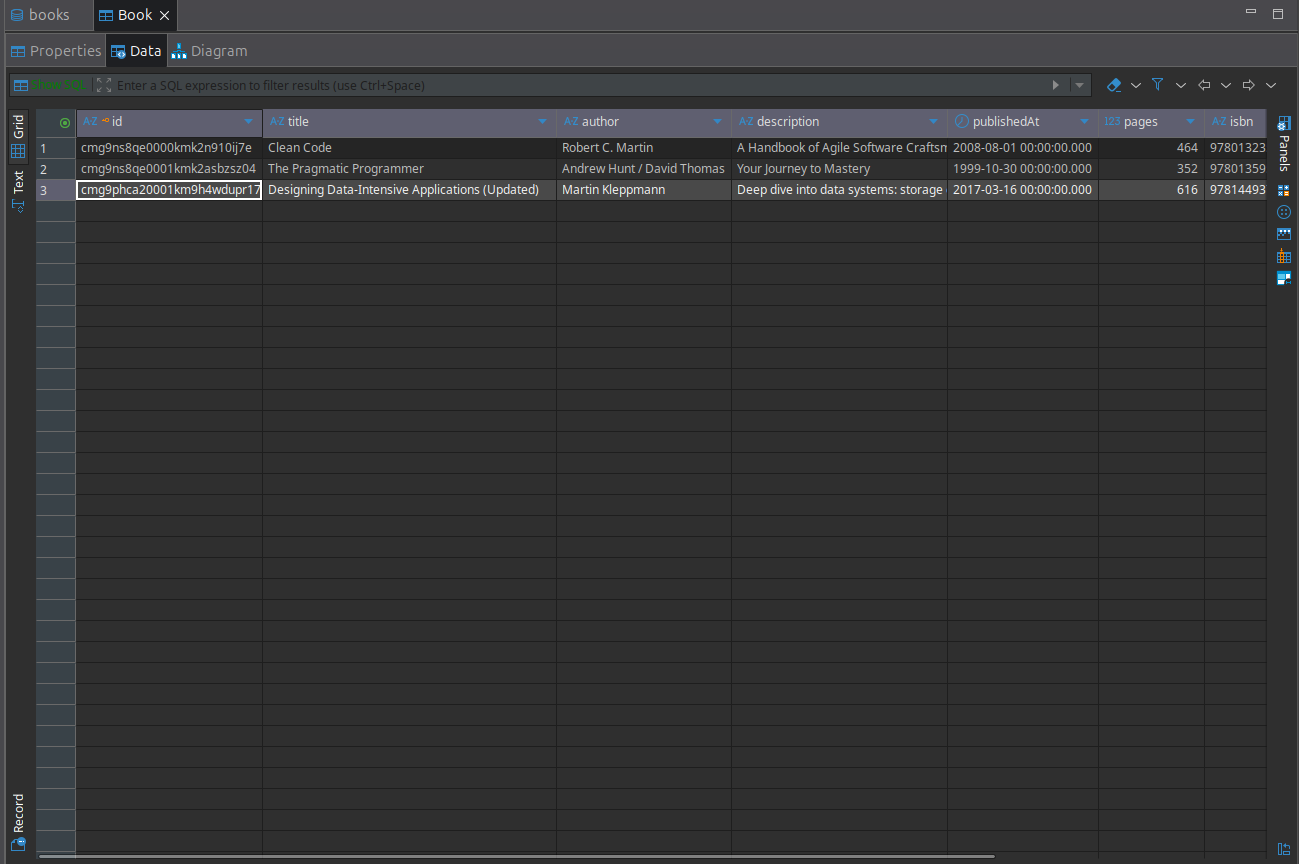 books Book
Properties Data Diagram
Show SQL Enter a SQL expression to filter results (use Ctrl+Space)
Grid
Text
Record
Panels
A-Z id A-Z title A-Z author A-Z description publishedAt 123 pages A-Z isbn
1 cmg9ns8qe0000kmk2n910ij7e Clean Code Robert C. Martin A Handbook of Agile Software Craftsm 2008-08-01 00:00:00.000 464 97801323
2 cmg9ns8qe0001kmk2asbzsz04 The Pragmatic Programmer Andrew Hunt / David Thomas Your Journey to Mastery 1999-10-30 00:00:00.000 352 97801359
3 cmg9phca20001km9h4wdupr17 Designing Data-Intensive Applications (Updated) Martin Kleppmann Deep dive into data systems: storage 2017-03-16 00:00:00.000 616 97814493